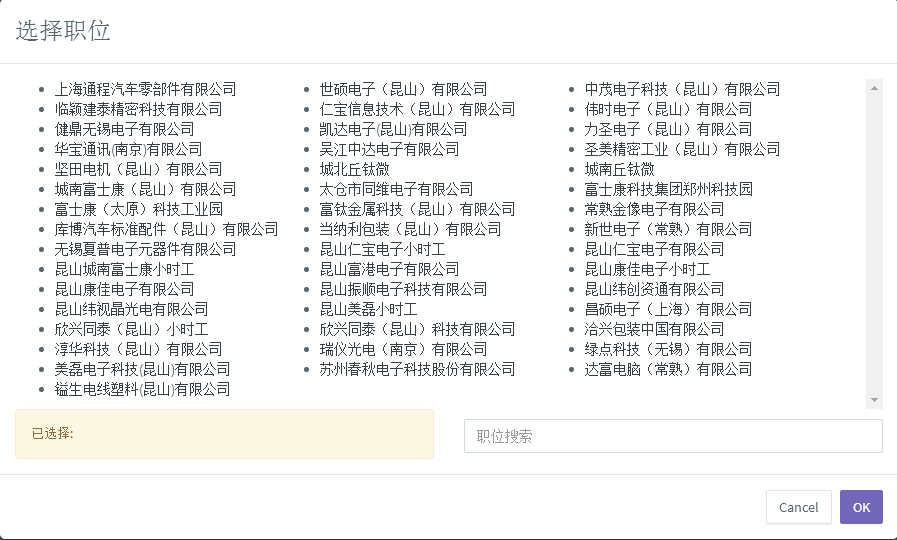 选择职位
上海通程汽车零部件有限公司
世硕电子（昆山）有限公司
中茂电子科技（昆山）有限公司
临颍建泰精密科技有限公司
仁宝信息技术（昆山）有限公司
伟时电子（昆山）有限公司
健鼎无锡电子有限公司
凯达电子(昆山)有限公司
力圣电子（昆山）有限公司
华宝通讯(南京)有限公司
吴江中达电子有限公司
圣美精密工业（昆山）有限公司
坚田电机（昆山）有限公司
城北丘钛微
城南丘钛微
城南富士康（昆山）有限公司
太仓市同维电子有限公司
富士康科技集团郑州科技园
富士康（太原）科技工业园
富钛金属科技（昆山）有限公司
常熟金像电子有限公司
库博汽车标准配件（昆山）有限公司
当纳利包装（昆山）有限公司
新世电子（常熟）有限公司
无锡夏普电子元器件有限公司
昆山仁宝电子小时工
昆山仁宝电子有限公司
昆山城南富士康小时工
昆山富港电子有限公司
昆山康佳电子小时工
昆山康佳电子有限公司
昆山振顺电子科技有限公司
昆山纬创资通有限公司
昆山纬视晶光电有限公司
昆山美磊小时工
昌硕电子（上海）有限公司
欣兴同泰（昆山）小时工
欣兴同泰（昆山）科技有限公司
洽兴包装中国有限公司
淳华科技（昆山）有限公司
瑞仪光电（南京）有限公司
绿点科技（无锡）有限公司
美磊电子科技(昆山)有限公司
苏州春秋电子科技股份有限公司
达富电脑（常熟）有限公司
镒生电线塑料(昆山)有限公司
已选择:
职位搜索
Cancel
OK